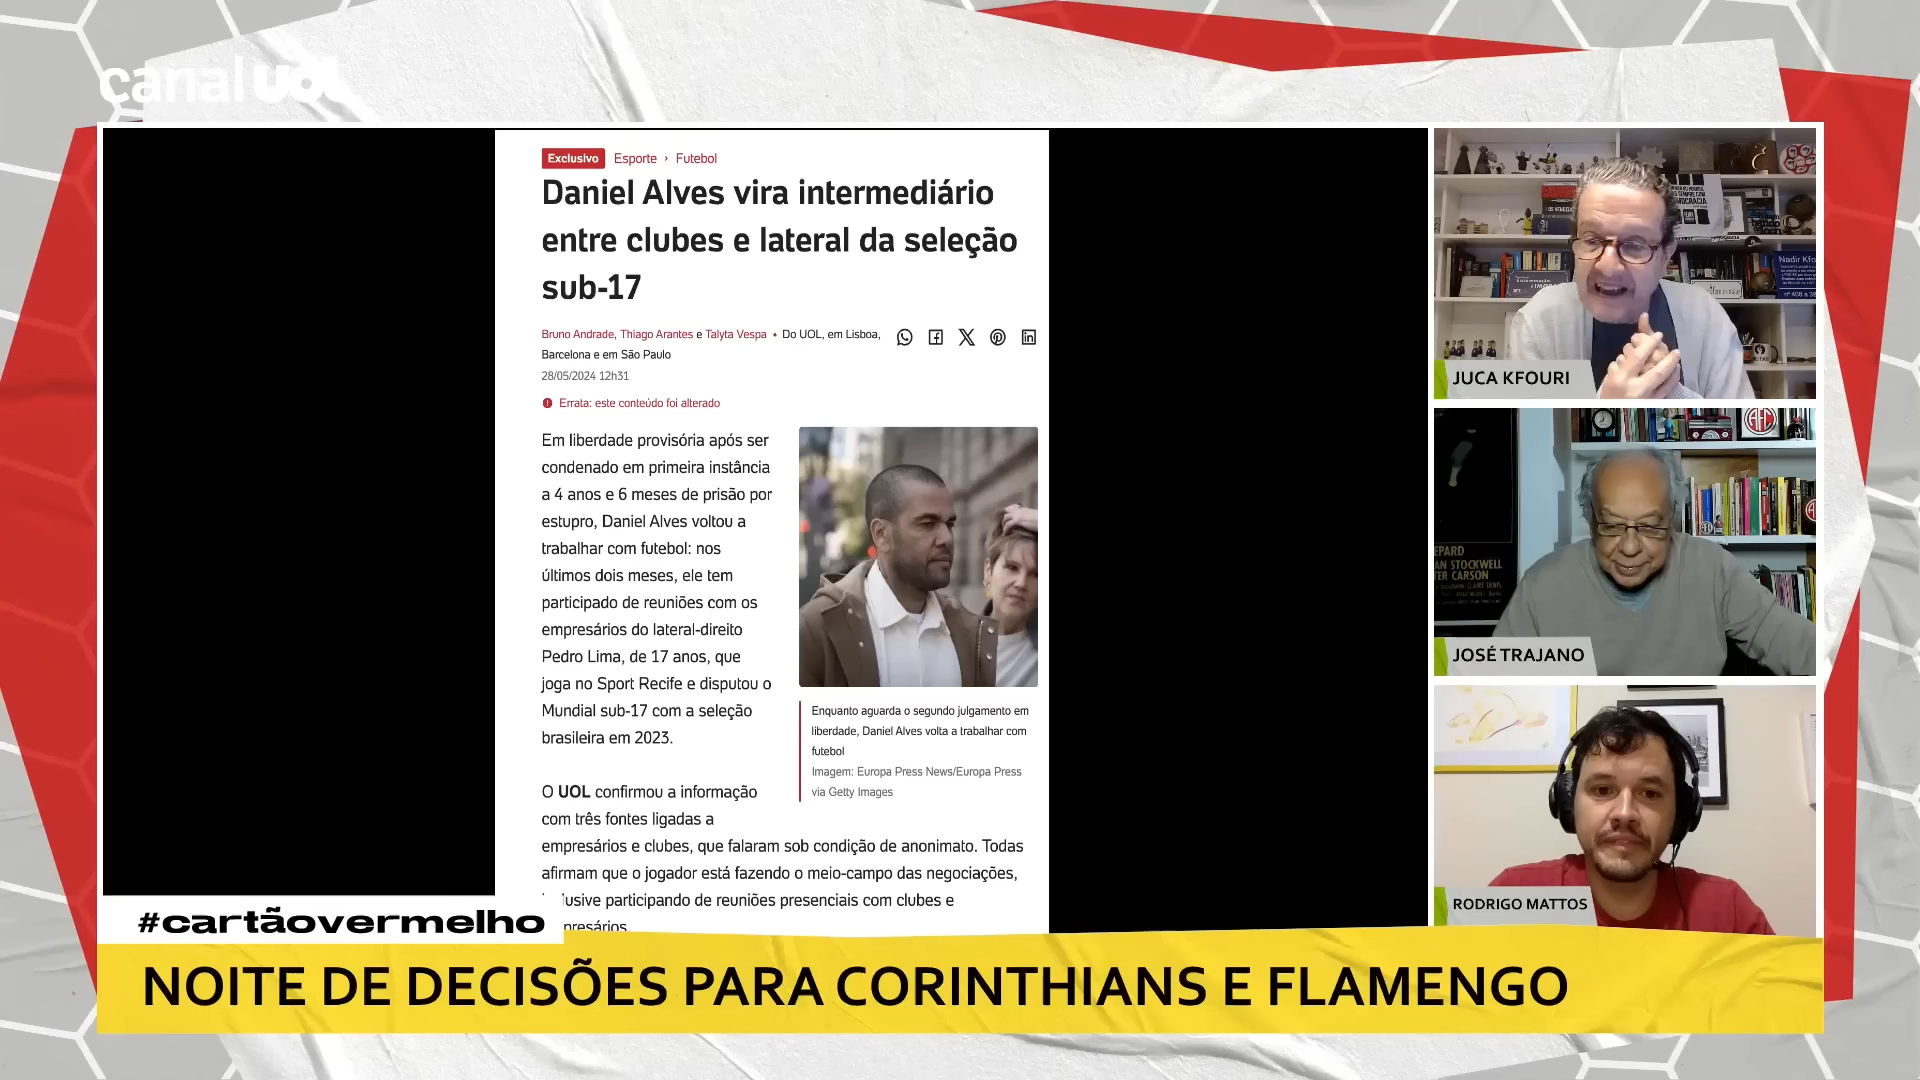 canal UOL
Exclusivo Esporte › Futebol
Daniel Alves vira intermediário
entre clubes e lateral da seleção
sub-17
Bruno Andrade, Thiago Arantes e Talyta Vespa • Do UOL, em Lisboa,
Barcelona e em São Paulo
28/05/2024 12h31
Errata: este conteúdo foi alterado
Em liberdade provisória após ser
condenado em primeira instância
a 4 anos e 6 meses de prisão por
estupro, Daniel Alves voltou a
trabalhar com futebol: nos
últimos dois meses, ele tem
participado de reuniões com os
empresários do lateral-direito
Pedro Lima, de 17 anos, que
joga no Sport Recife e disputou o
Mundial sub-17 com a seleção
brasileira em 2023.
Enquanto aguarda o segundo julgamento em
liberdade, Daniel Alves volta a trabalhar com
futebol
Imagem: Europa Press News/Europa Press
via Getty Images
O UOL confirmou a informação
com três fontes ligadas a
empresários e clubes, que falaram sob condição de anonimato. Todas
afirmam que o jogador está fazendo o meio-campo das negociações,
participando de reuniões presenciais com clubes e
JUCA KFOURI
EPARD
AN STOCKWELL
TER CARSON
CLAIRE DENIS
AFC
JOSÉ TRAJANO
RODRIGO MATTOS
#cartãovermelho
NOITE DE DECISÕES PARA CORINTHIANS E FLAMENGO